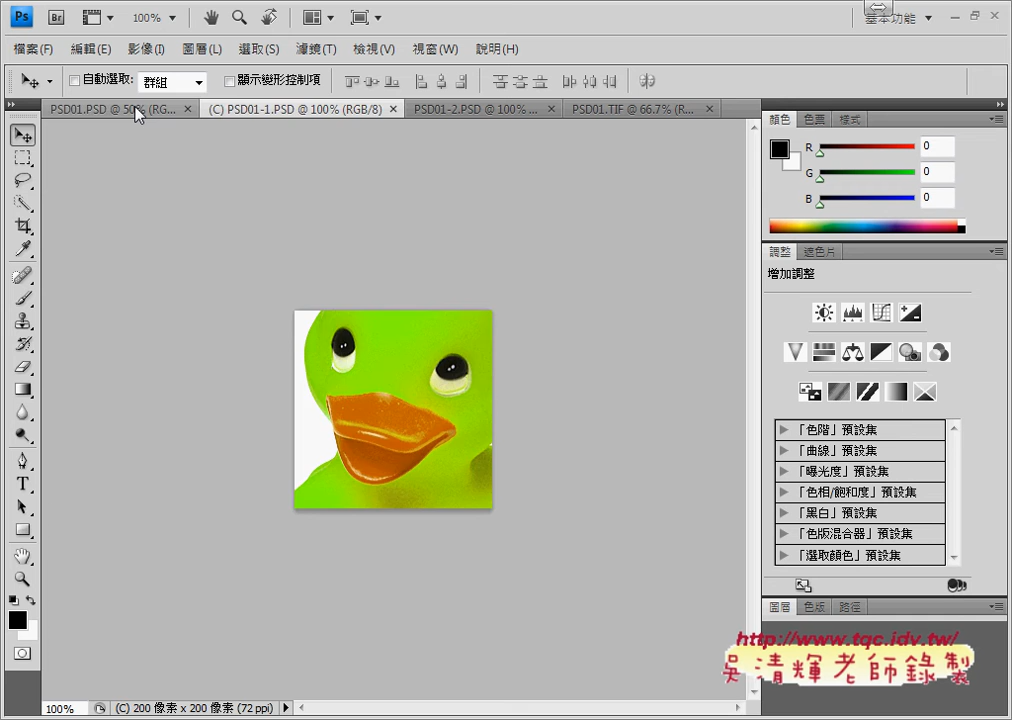 Ps Br 100% 基本功能
檔案(F) 編輯(E) 影像(I) 圖層(L) 選取(S) 濾鏡(T) 檢視(V) 視窗(W) 說明(H)
自動選取: 群組 顯示變形控制項
PSD01.PSD @ 50% (RG... × (C) PSD01-1.PSD @ 100% (RGB/8) × PSD01-2.PSD @ 100% ... × PSD01.TIF @ 66.7% (R... ×
顏色 色票 樣式
R 0
G 0
B 0
調整 遮色片
增加調整
「色階」預設集
「曲線」預設集
「曝光度」預設集
「色相/飽和度」預設集
「黑白」預設集
「色版混合器」預設集
「選取顏色」預設集
圖層 色版 路徑
http://www.tqc.idv.tw/
吳清輝老師錄製
100% (C) 200 像素 x 200 像素 (72 ppi)